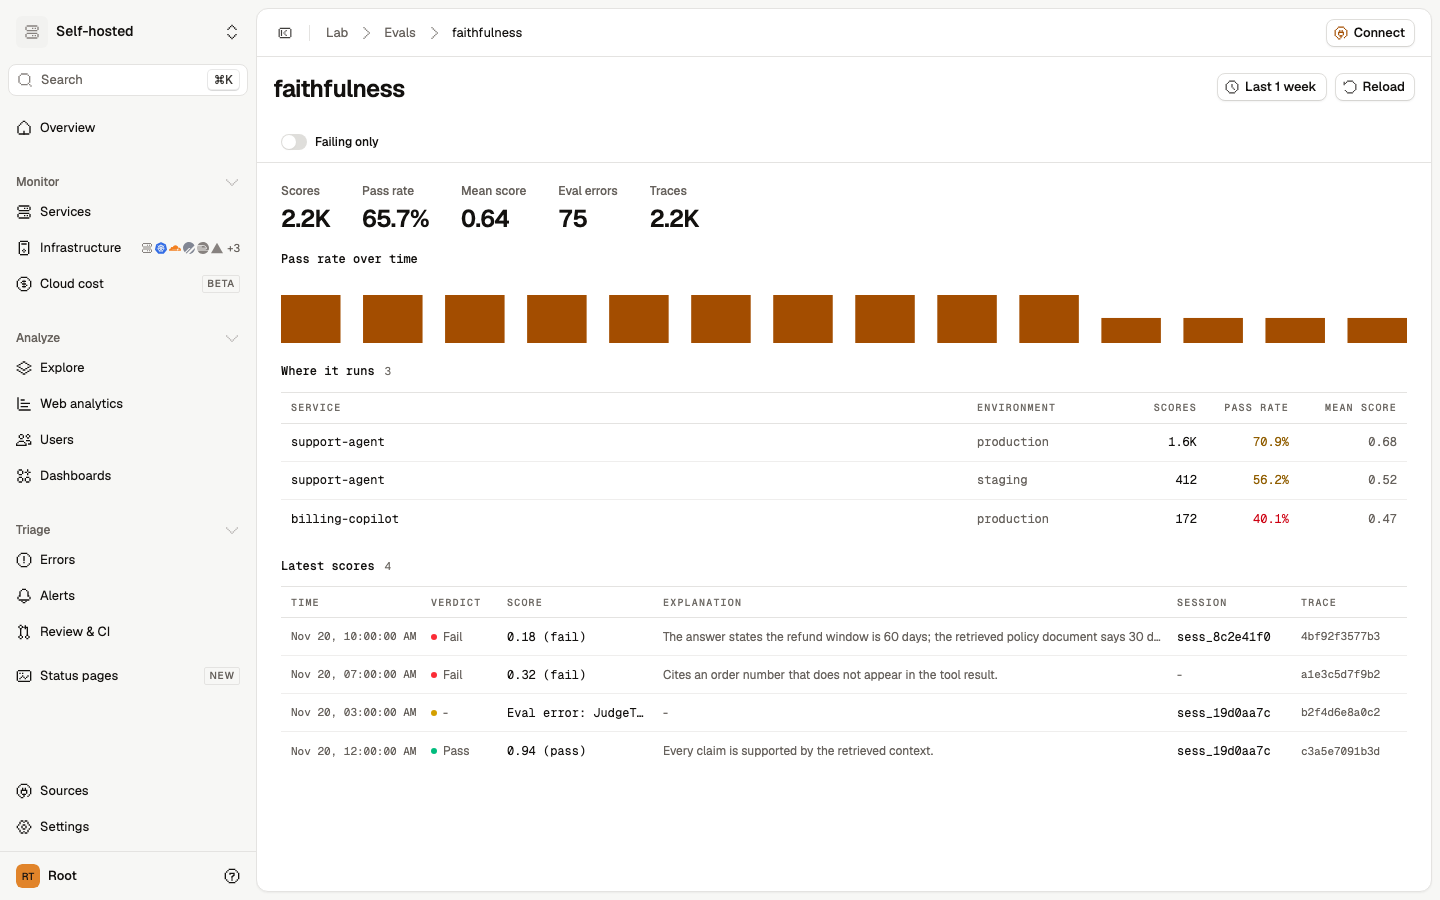 Self-hosted
Search ⌘K
Overview
Monitor
Services
Infrastructure +3
Cloud cost BETA
Analyze
Explore
Web analytics
Users
Dashboards
Triage
Errors
Alerts
Review & CI
Status pages NEW
Sources
Settings
RT Root
Lab Evals faithfulness Connect
faithfulness Last 1 week Reload
Failing only
Scores Pass rate Mean score Eval errors Traces
2.2K 65.7% 0.64 75 2.2K
Pass rate over time
Where it runs 3
SERVICE ENVIRONMENT SCORES PASS RATE MEAN SCORE
support-agent production 1.6K 70.9% 0.68
support-agent staging 412 56.2% 0.52
billing-copilot production 172 40.1% 0.47
Latest scores 4
TIME VERDICT SCORE EXPLANATION SESSION TRACE
Nov 20, 10:00:00 AM Fail 0.18 (fail) The answer states the refund window is 60 days; the retrieved policy document says 30 d… sess_8c2e41f0 4bf92f3577b3
Nov 20, 07:00:00 AM Fail 0.32 (fail) Cites an order number that does not appear in the tool result. - a1e3c5d7f9b2
Nov 20, 03:00:00 AM - Eval error: JudgeT… - sess_19d0aa7c b2f4d6e8a0c2
Nov 20, 12:00:00 AM Pass 0.94 (pass) Every claim is supported by the retrieved context. sess_19d0aa7c c3a5e7091b3d